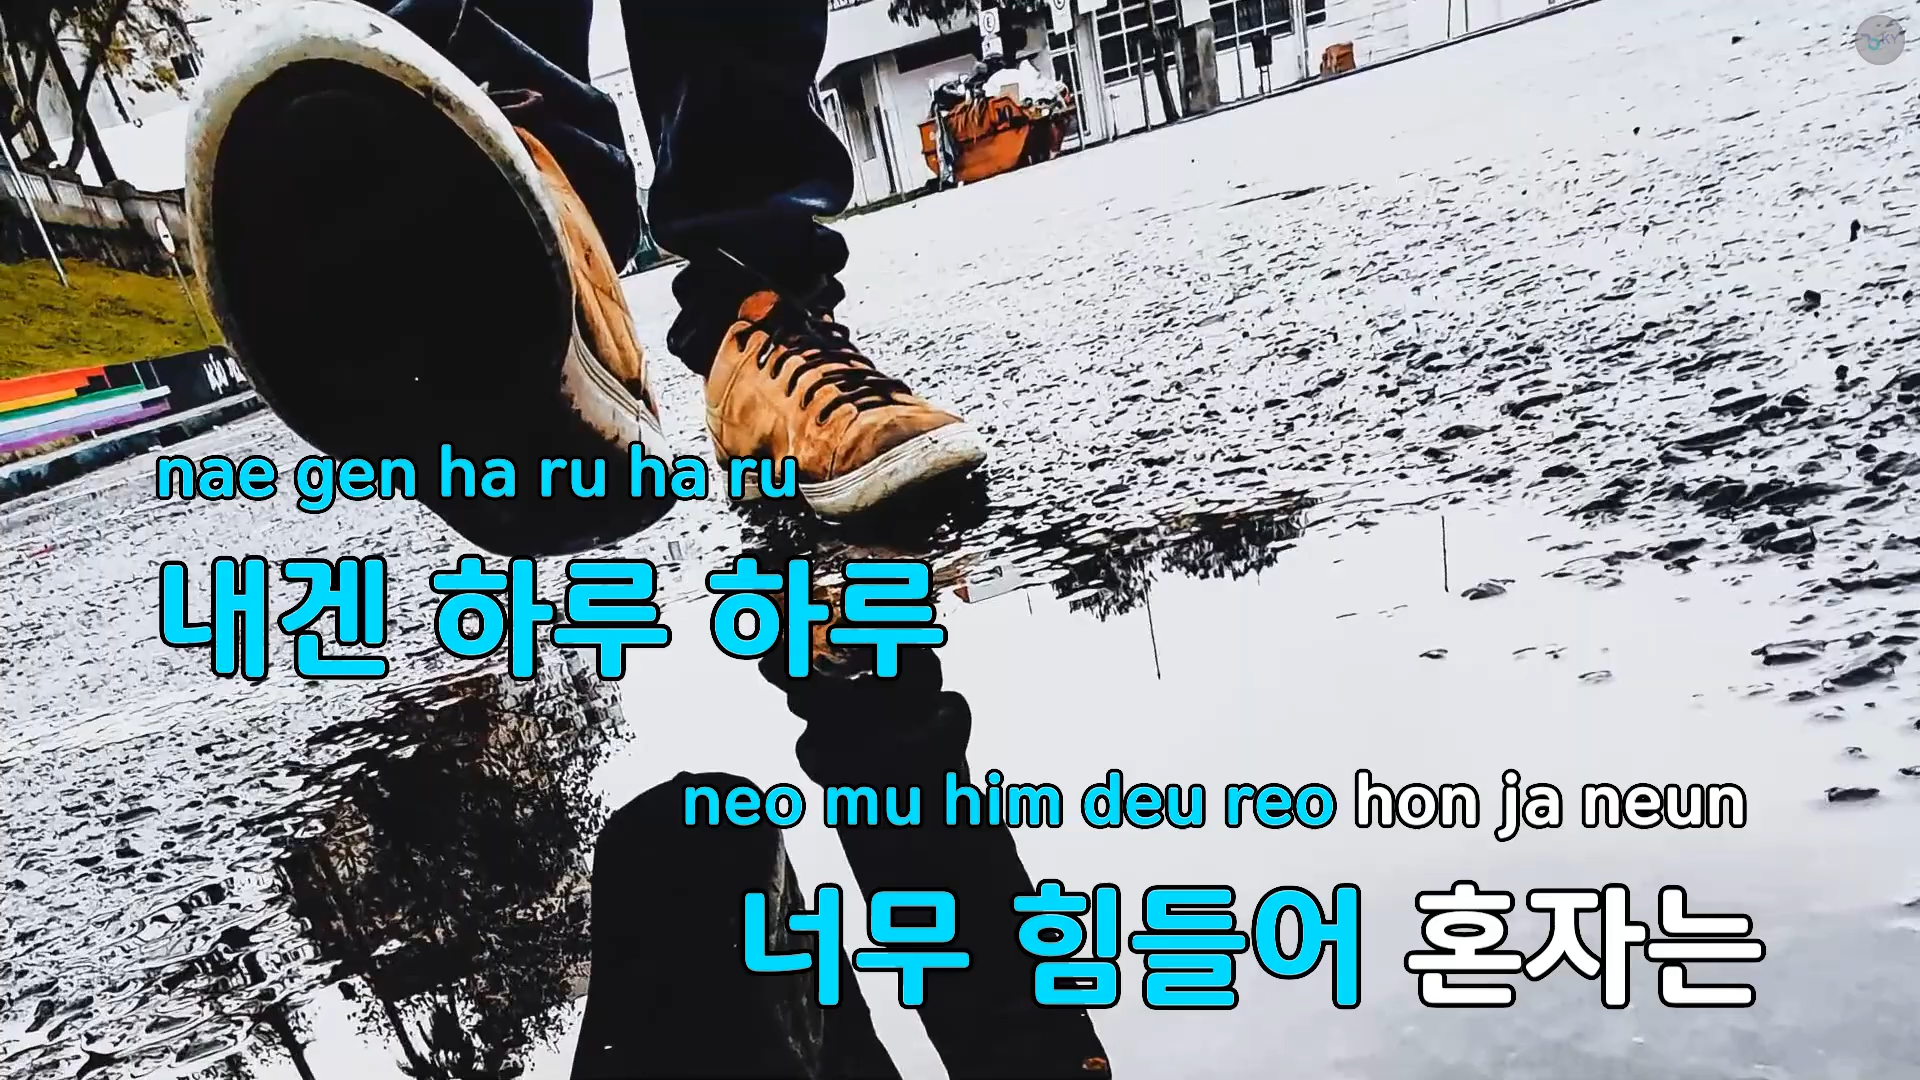 nae gen ha ru ha ru
내겐 하루 하루
neo mu him deu reo hon ja neun
너무 힘들어 혼자는